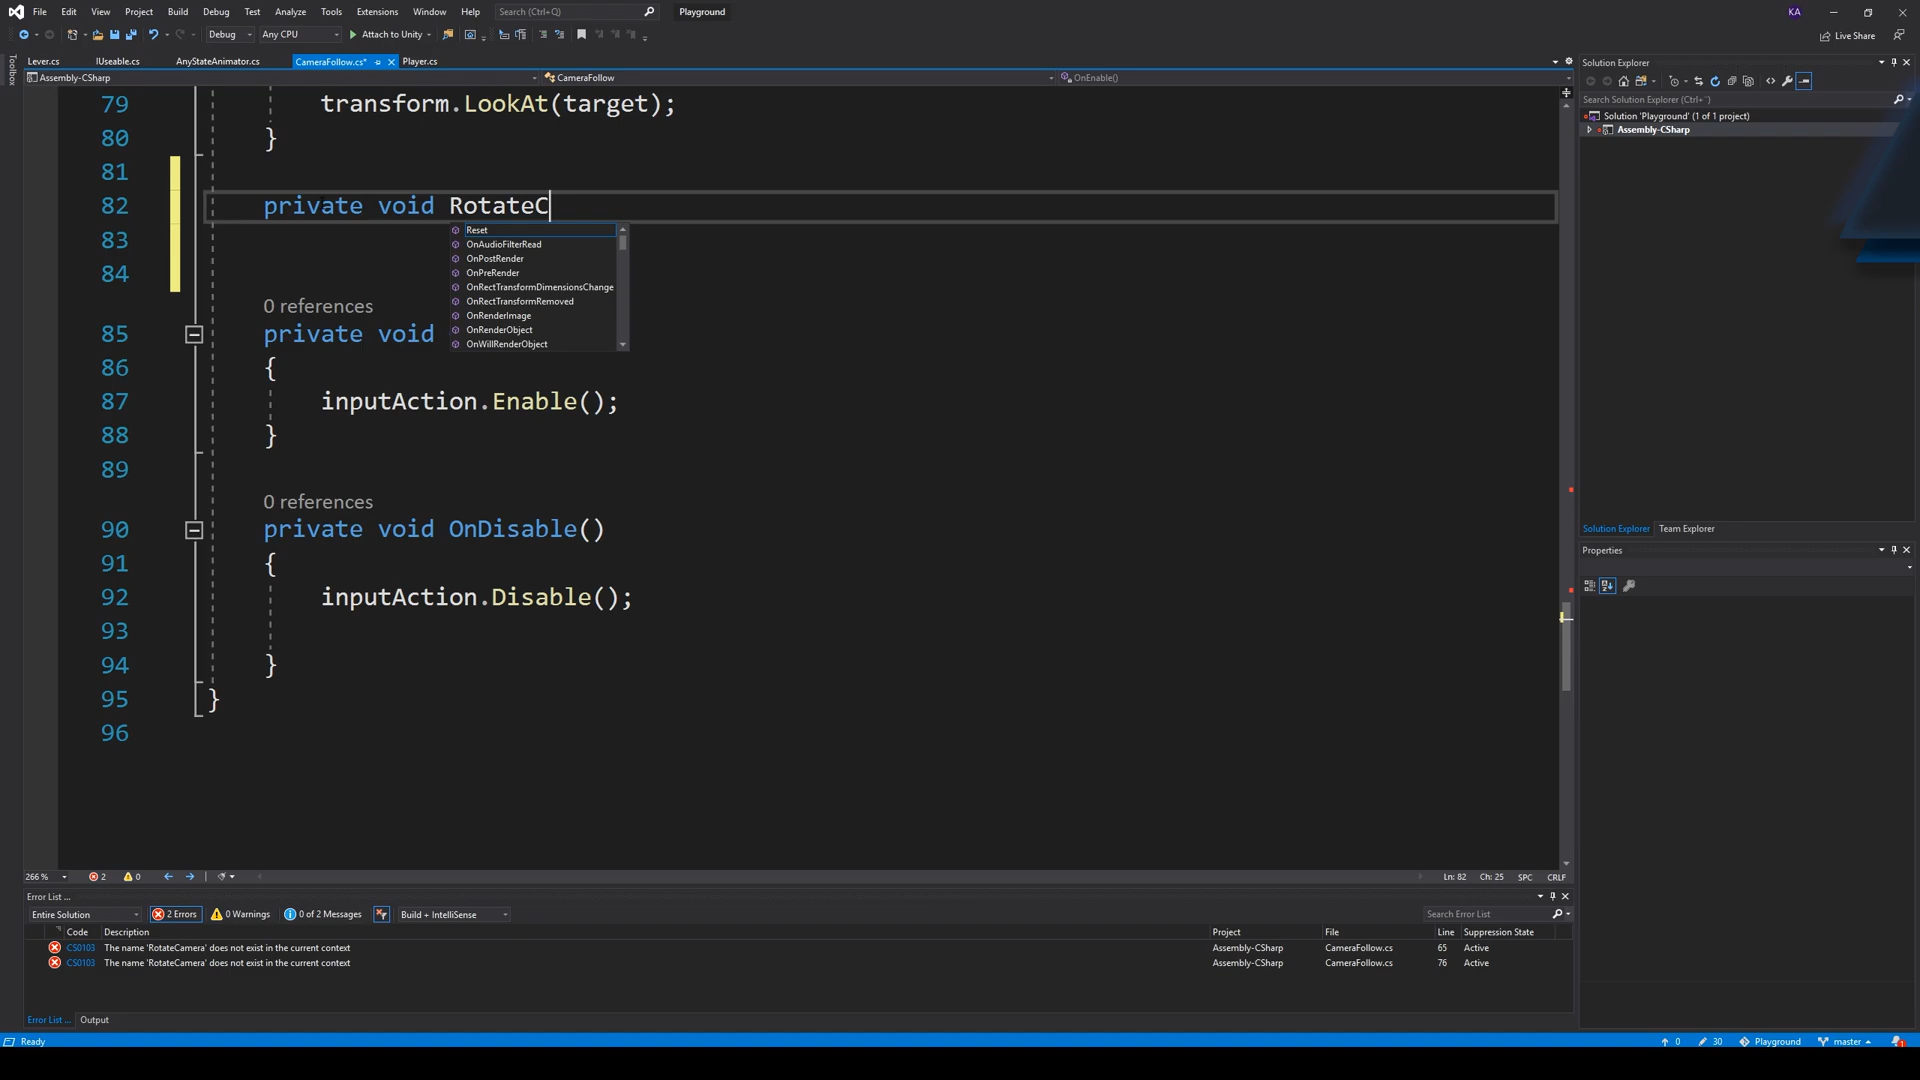 File Edit View Project Build Debug Test Analyze Tools Extensions Window Help Search (Ctrl+Q) Playground KA
Debug Any CPU Attach to Unity Live Share
Toolbox
Lever.cs IUseable.cs AnyStateAnimator.cs CameraFollow.cs* Player.cs
Assembly-CSharp CameraFollow OnEnable()
79 transform.LookAt(target);
80 }
81
82 private void RotateC
83
84
Reset
OnAudioFilterRead
OnPostRender
OnPreRender
OnRectTransformDimensionsChange
OnRectTransformRemoved
OnRenderImage
OnRenderObject
OnWillRenderObject
0 references
85 private void
86 {
87 inputAction.Enable();
88 }
89
0 references
90 private void OnDisable()
91 {
92 inputAction.Disable();
93
94 }
95 }
96
266 % 2 0 Ln: 82 Ch: 25 SPC CRLF
Error List ...
Entire Solution 2 Errors 0 Warnings 0 of 2 Messages Build + IntelliSense Search Error List
Code Description Project File Line Suppression State
CS0103 The name 'RotateCamera' does not exist in the current context Assembly-CSharp CameraFollow.cs 65 Active
CS0103 The name 'RotateCamera' does not exist in the current context Assembly-CSharp CameraFollow.cs 76 Active
Error List ... Output
Solution Explorer
Search Solution Explorer (Ctrl+¨)
Solution 'Playground' (1 of 1 project)
Assembly-CSharp
Solution Explorer Team Explorer
Properties
Ready 0 30 Playground master 1